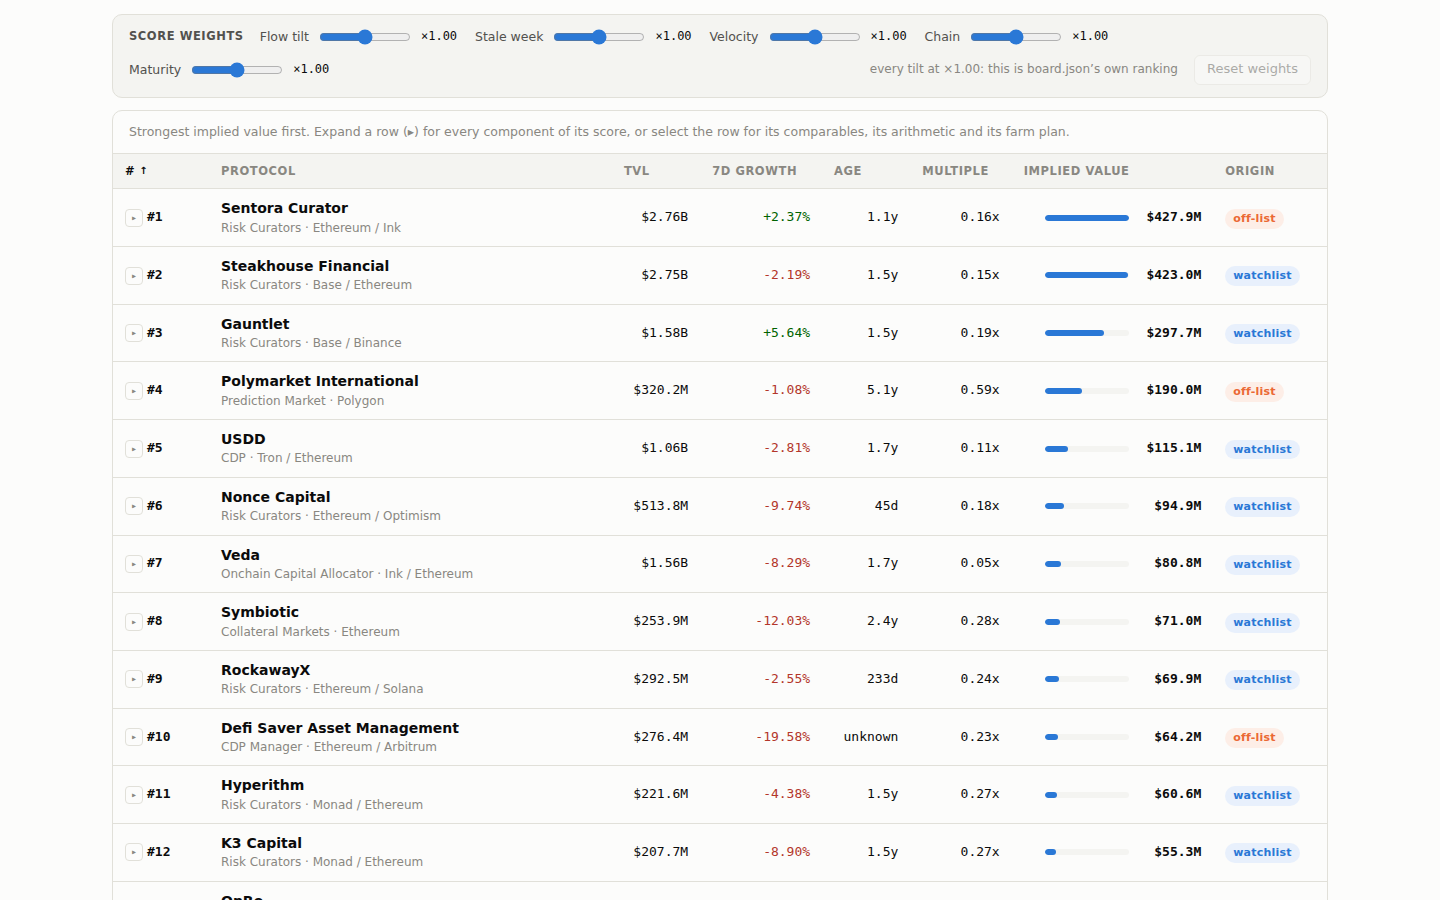 SCORE WEIGHTS Flow tilt ×1.00 Stale week ×1.00 Velocity ×1.00 Chain ×1.00
Maturity ×1.00 every tilt at ×1.00: this is board.json’s own ranking Reset weights
Strongest implied value first. Expand a row (▸) for every component of its score, or select the row for its comparables, its arithmetic and its farm plan.
# ↑ PROTOCOL TVL 7D GROWTH AGE MULTIPLE IMPLIED VALUE ORIGIN
▸ #1 Sentora Curator $2.76B +2.37% 1.1y 0.16x $427.9M off-list
Risk Curators · Ethereum / Ink
▸ #2 Steakhouse Financial $2.75B -2.19% 1.5y 0.15x $423.0M watchlist
Risk Curators · Base / Ethereum
▸ #3 Gauntlet $1.58B +5.64% 1.5y 0.19x $297.7M watchlist
Risk Curators · Base / Binance
▸ #4 Polymarket International $320.2M -1.08% 5.1y 0.59x $190.0M off-list
Prediction Market · Polygon
▸ #5 USDD $1.06B -2.81% 1.7y 0.11x $115.1M watchlist
CDP · Tron / Ethereum
▸ #6 Nonce Capital $513.8M -9.74% 45d 0.18x $94.9M watchlist
Risk Curators · Ethereum / Optimism
▸ #7 Veda $1.56B -8.29% 1.7y 0.05x $80.8M watchlist
Onchain Capital Allocator · Ink / Ethereum
▸ #8 Symbiotic $253.9M -12.03% 2.4y 0.28x $71.0M watchlist
Collateral Markets · Ethereum
▸ #9 RockawayX $292.5M -2.55% 233d 0.24x $69.9M watchlist
Risk Curators · Ethereum / Solana
▸ #10 Defi Saver Asset Management $276.4M -19.58% unknown 0.23x $64.2M off-list
CDP Manager · Ethereum / Arbitrum
▸ #11 Hyperithm $221.6M -4.38% 1.5y 0.27x $60.6M watchlist
Risk Curators · Monad / Ethereum
▸ #12 K3 Capital $207.7M -8.90% 1.5y 0.27x $55.3M watchlist
Risk Curators · Monad / Ethereum